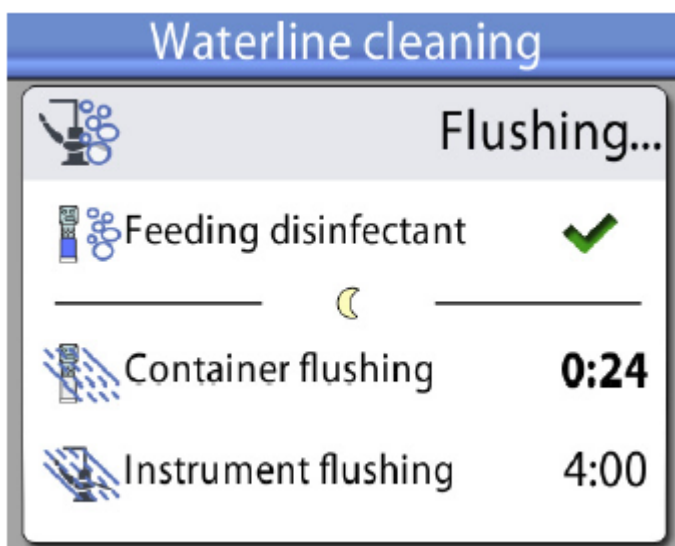 Waterline cleaning
Flushing...
Feeding disinfectant
Container flushing 0:24
Instrument flushing 4:00